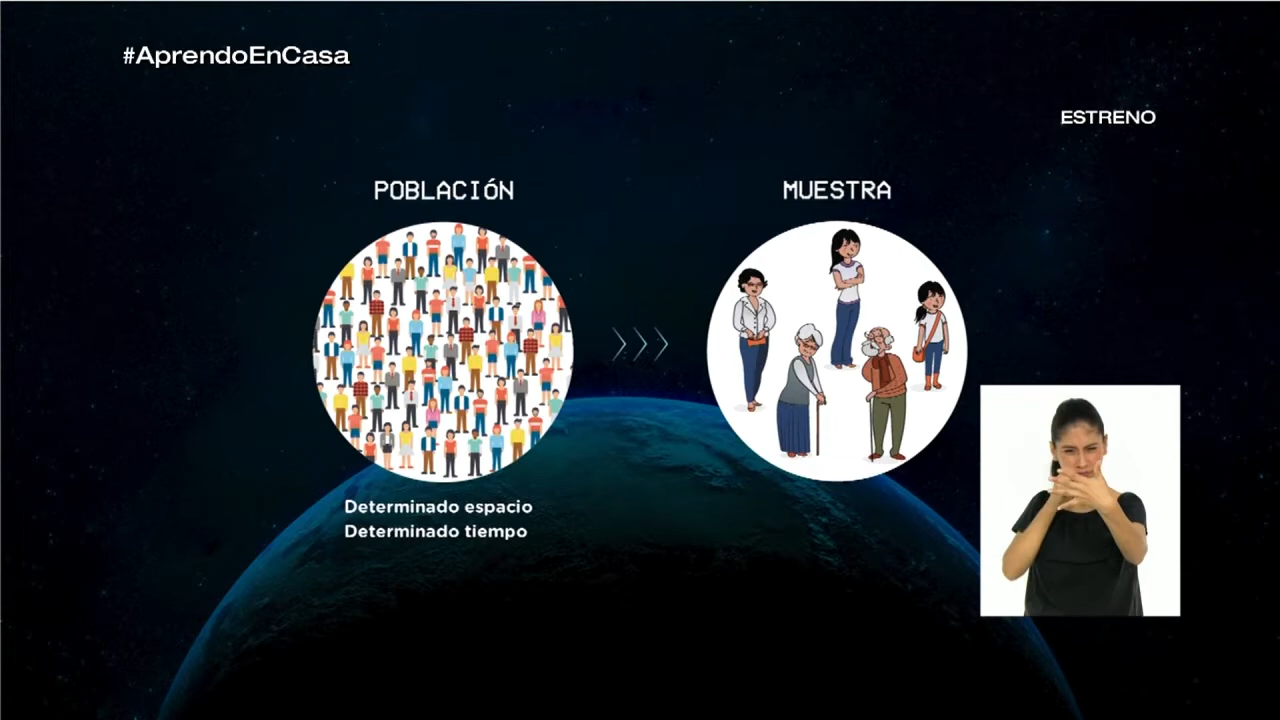 #AprendoEnCasa
ESTRENO
POBLACIÓN
MUESTRA
Determinado espacio
Determinado tiempo